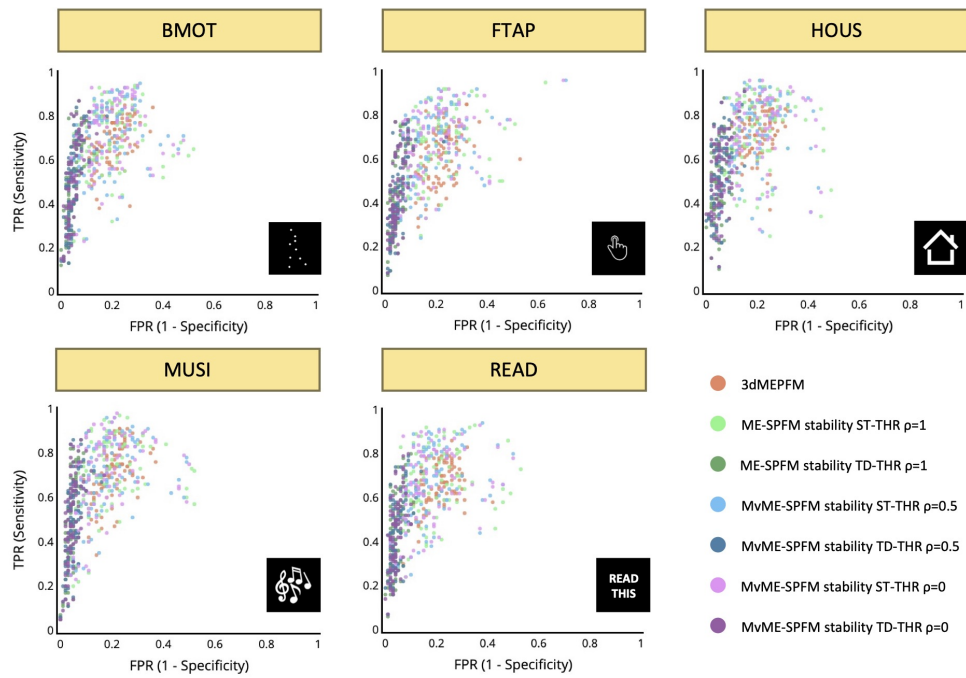 BMOT
FTAP
HOUS
TPR (Sensitivity)
1
0.8
0.6
0.4
0.2
0
0
0.2
0.4
0.6
0.8
1
FPR (1 - Specificity)
1
0.8
0.6
0.4
0.2
0
0
0.2
0.4
0.6
0.8
1
FPR (1 - Specificity)
1
0.8
0.6
0.4
0.2
0
0
0.2
0.4
0.6
0.8
1
FPR (1 - Specificity)
MUSI
READ
TPR (Sensitivity)
1
0.8
0.6
0.4
0.2
0
0
0.2
0.4
0.6
0.8
1
FPR (1 - Specificity)
1
0.8
0.6
0.4
0.2
0
READ
THIS
0
0.2
0.4
0.6
0.8
1
FPR (1 - Specificity)
3dMEPFM
ME-SPFM stability ST-THR ρ=1
ME-SPFM stability TD-THR ρ=1
MvME-SPFM stability ST-THR ρ=0.5
MvME-SPFM stability TD-THR ρ=0.5
MvME-SPFM stability ST-THR ρ=0
MvME-SPFM stability TD-THR ρ=0